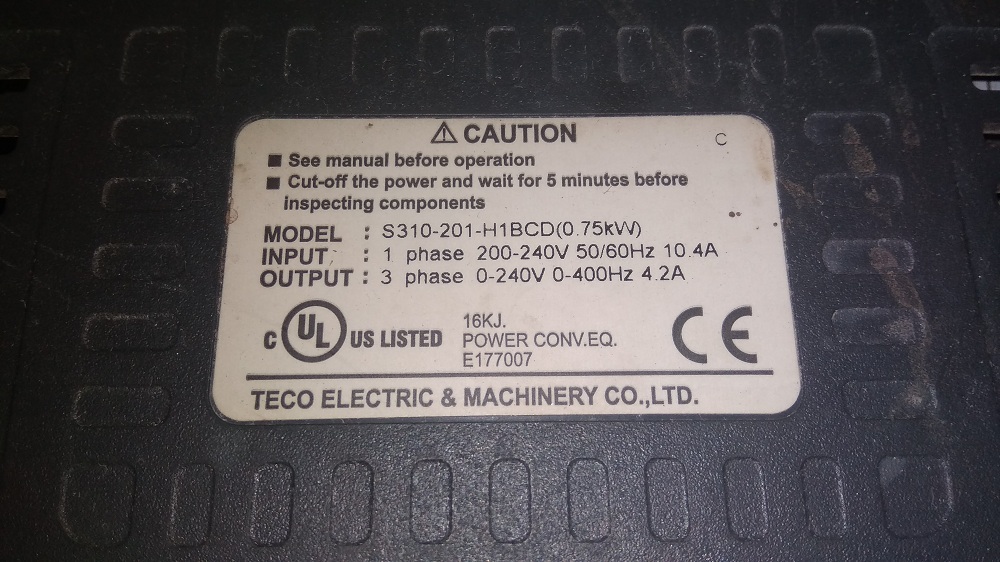 ⚠ CAUTION
C
■ See manual before operation
■ Cut-off the power and wait for 5 minutes before
inspecting components
MODEL : S310-201-H1BCD(0.75kW)
INPUT : 1 phase 200-240V 50/60Hz 10.4A
OUTPUT : 3 phase 0-240V 0-400Hz 4.2A
C UL US LISTED
16KJ.
POWER CONV.EQ.
E177007
CE
TECO ELECTRIC & MACHINERY CO.,LTD.